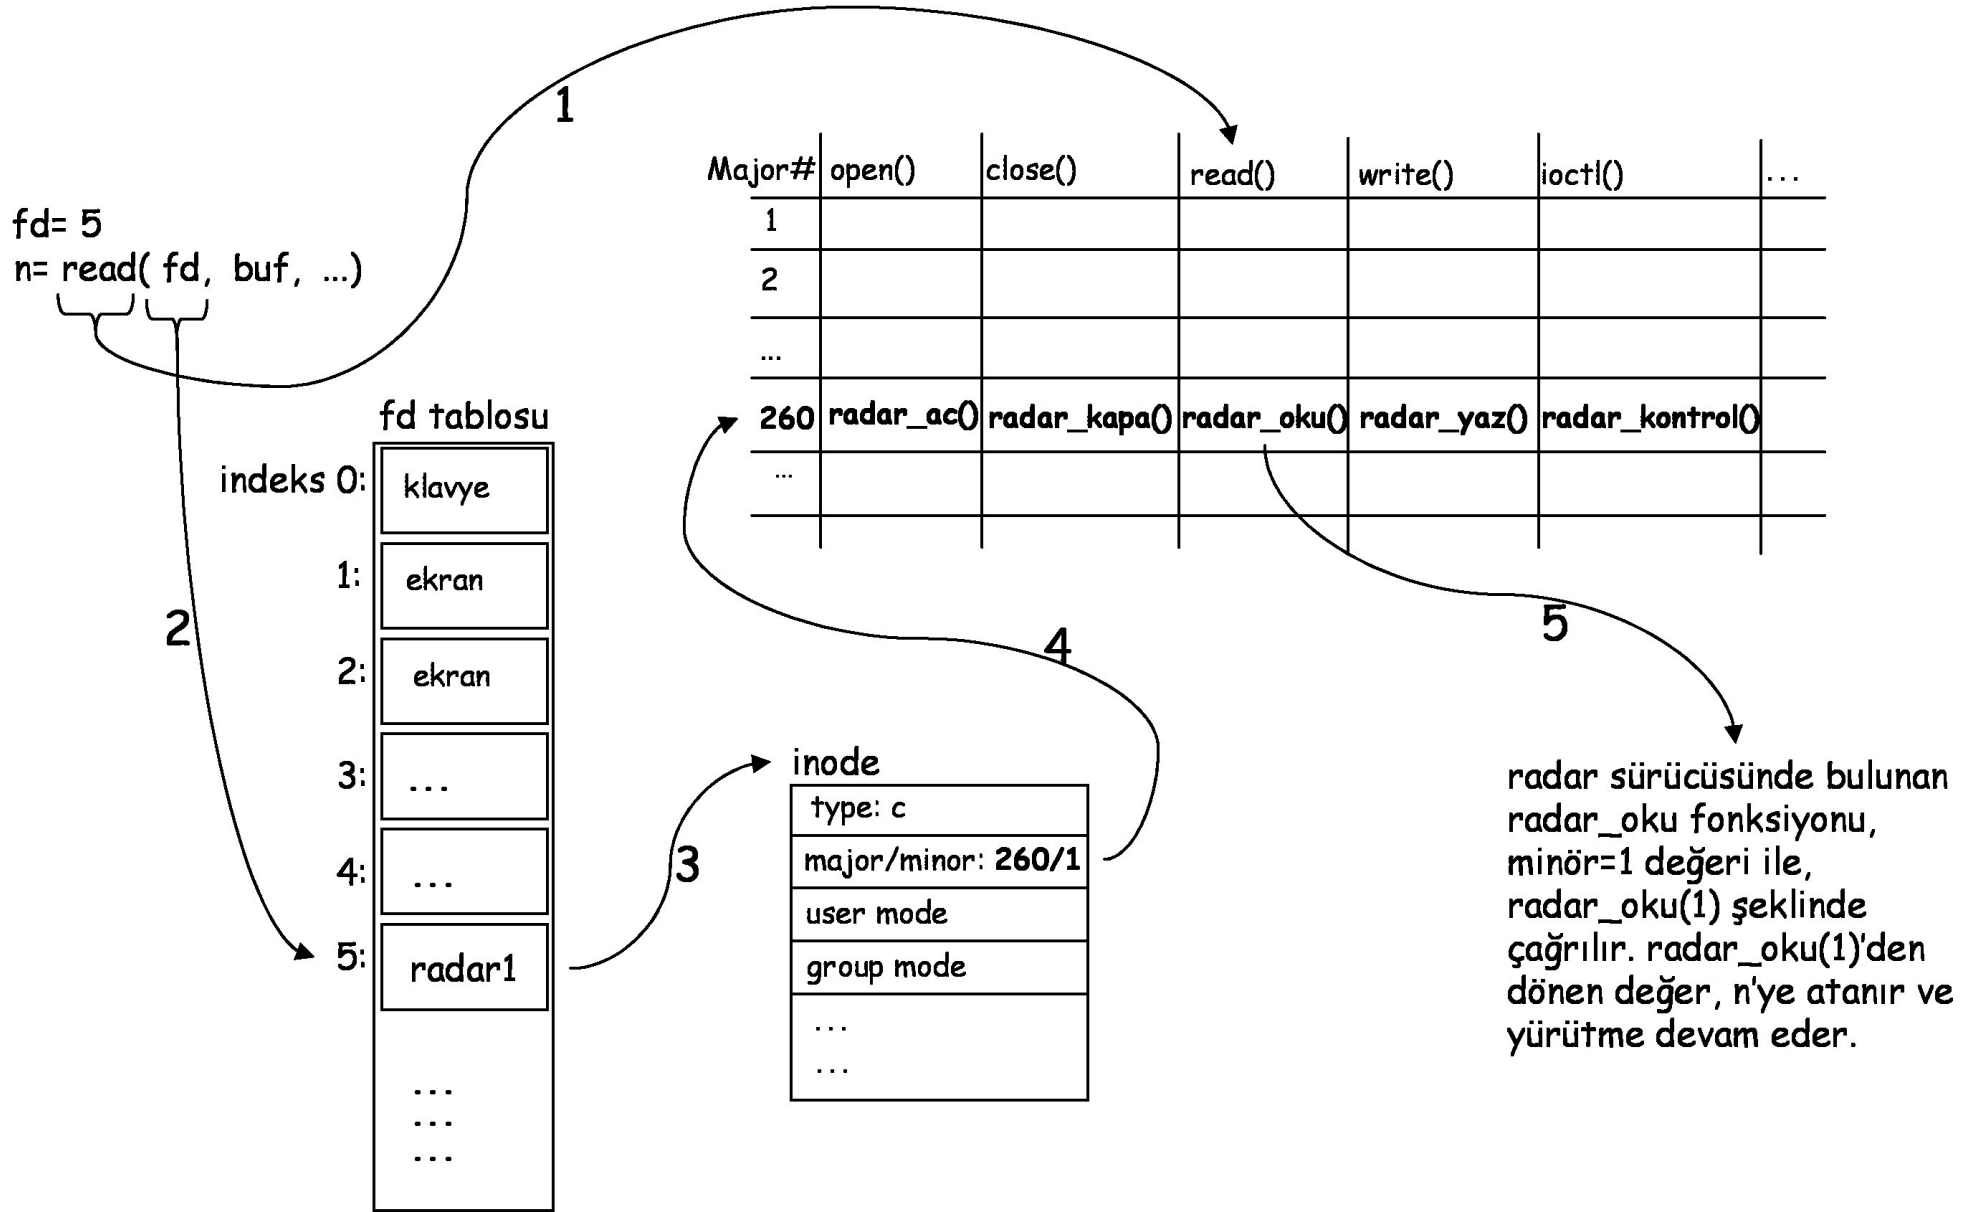 1
Major# open() close() read() write() ioctl() ...
1
2
...
260 radar_ac() radar_kapa() radar_oku() radar_yaz() radar_kontrol()
...
fd= 5
n= read( fd, buf, ...)
fd tablosu
indeks 0: klavye
1: ekran
2: ekran
3: ...
4: ...
5: radar1
...
...
...
2
3
4
5
inode
type: c
major/minor: 260/1
user mode
group mode
...
...
radar sürücüsünde bulunan
radar_oku fonksiyonu,
minör=1 değeri ile,
radar_oku(1) şeklinde
çağrılır. radar_oku(1)'den
dönen değer, n'ye atanır ve
yürütme devam eder.